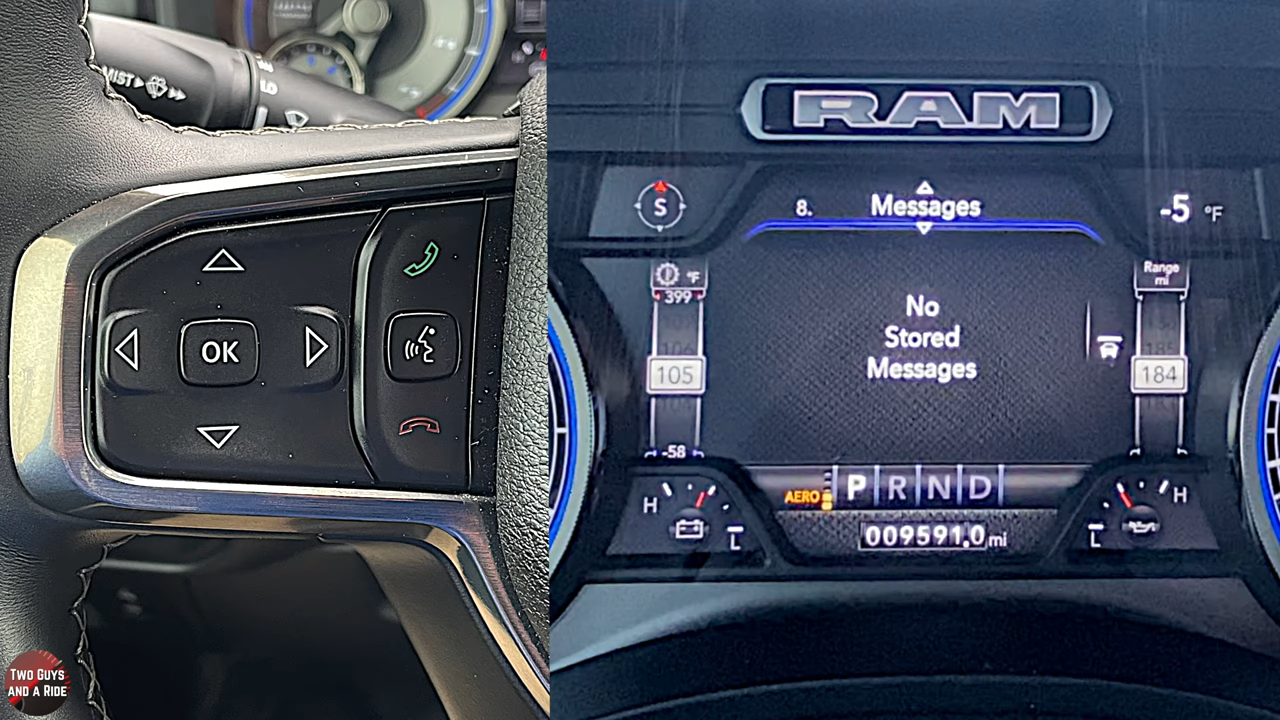 MIST
LO
OK
TWO GUYS
AND A RIDE
RAM
S
8. Messages
-5 °F
°F
399
105
-58
No
Stored
Messages
Range
mi
184
AERO
P R N D
H
L
009591.0 mi
H
L